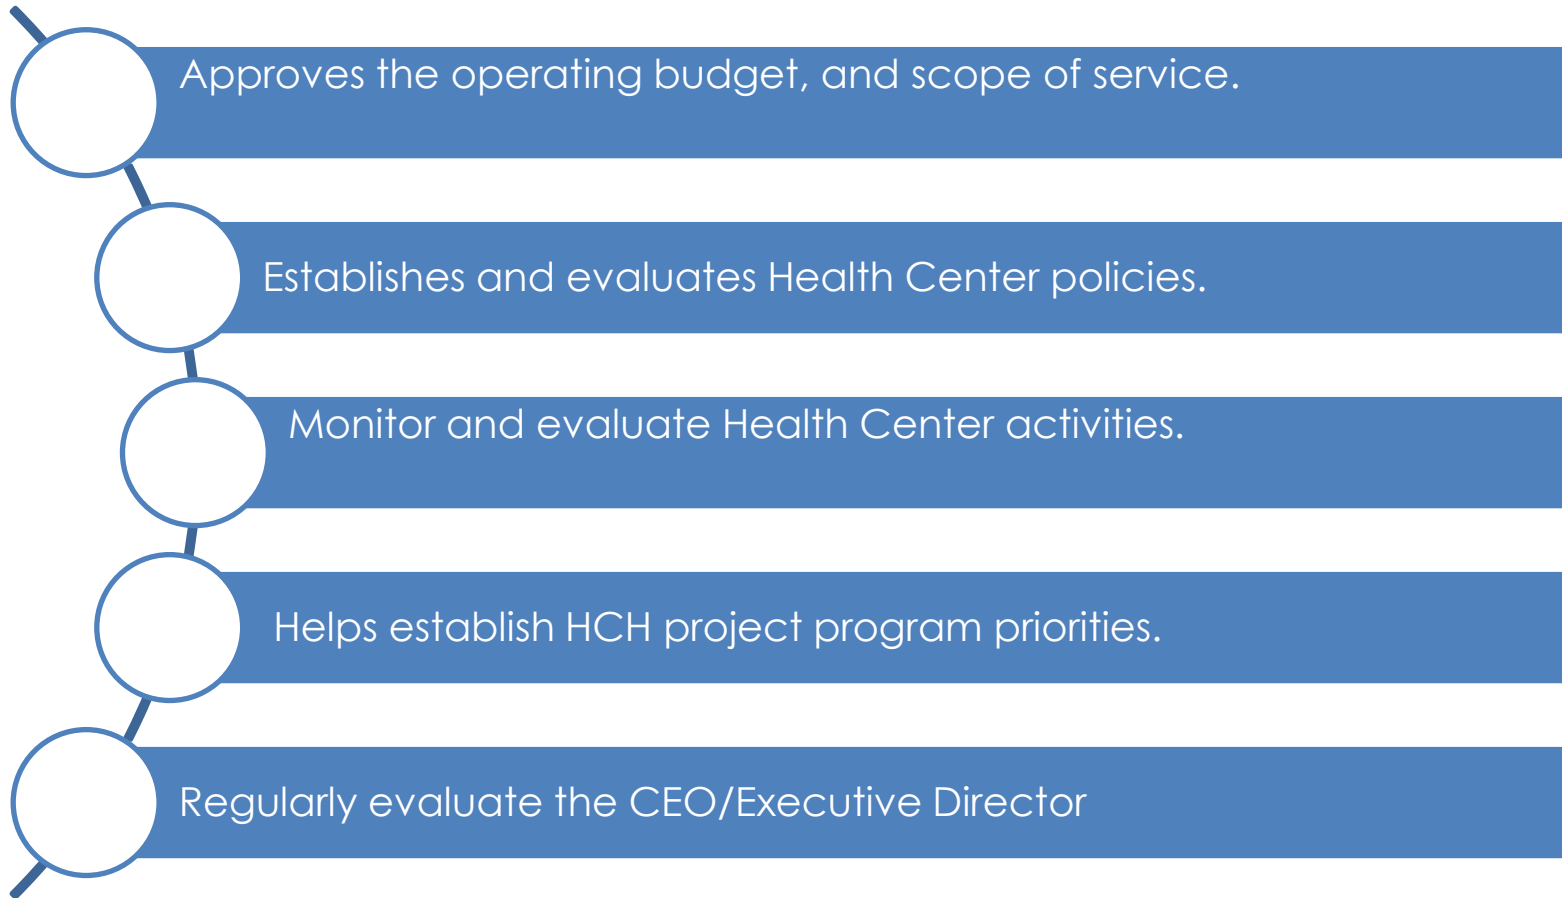 Approves the operating budget, and scope of service.
Establishes and evaluates Health Center policies.
Monitor and evaluate Health Center activities.
Helps establish HCH project program priorities.
Regularly evaluate the CEO/Executive Director